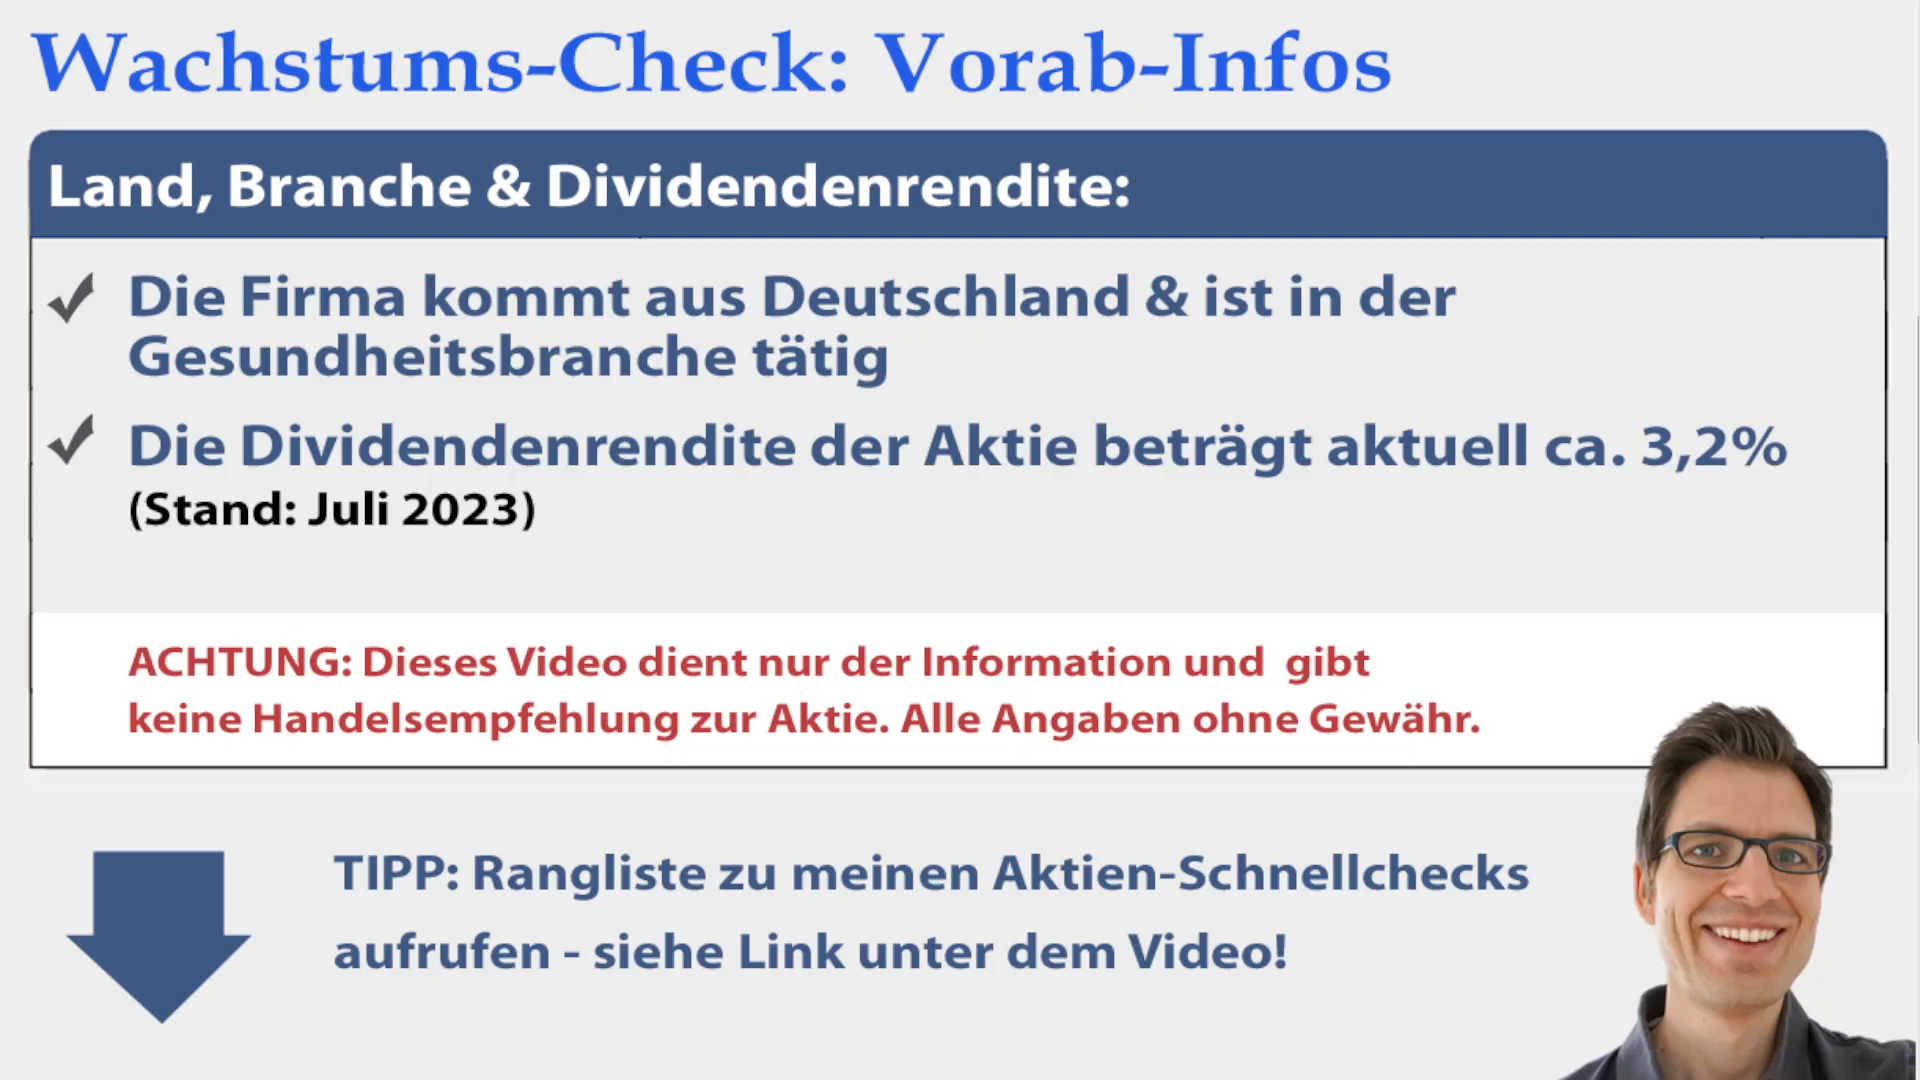 Wachstums-Check: Vorab-Infos
Land, Branche & Dividendenrendite:
Die Firma kommt aus Deutschland & ist in der
Gesundheitsbranche tätig
Die Dividendenrendite der Aktie beträgt aktuell ca. 3,2%
(Stand: Juli 2023)
ACHTUNG: Dieses Video dient nur der Information und gibt
keine Handelsempfehlung zur Aktie. Alle Angaben ohne Gewähr.
TIPP: Rangliste zu meinen Aktien-Schnellchecks
aufrufen - siehe Link unter dem Video!